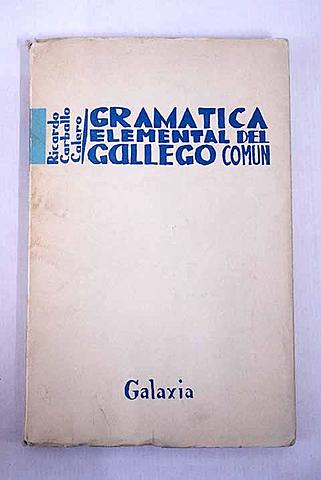 Ricardo
Carballo
Calero
GRAMATICA
ELEMENTAL DEL
GALLEGO COMUN
Galaxia